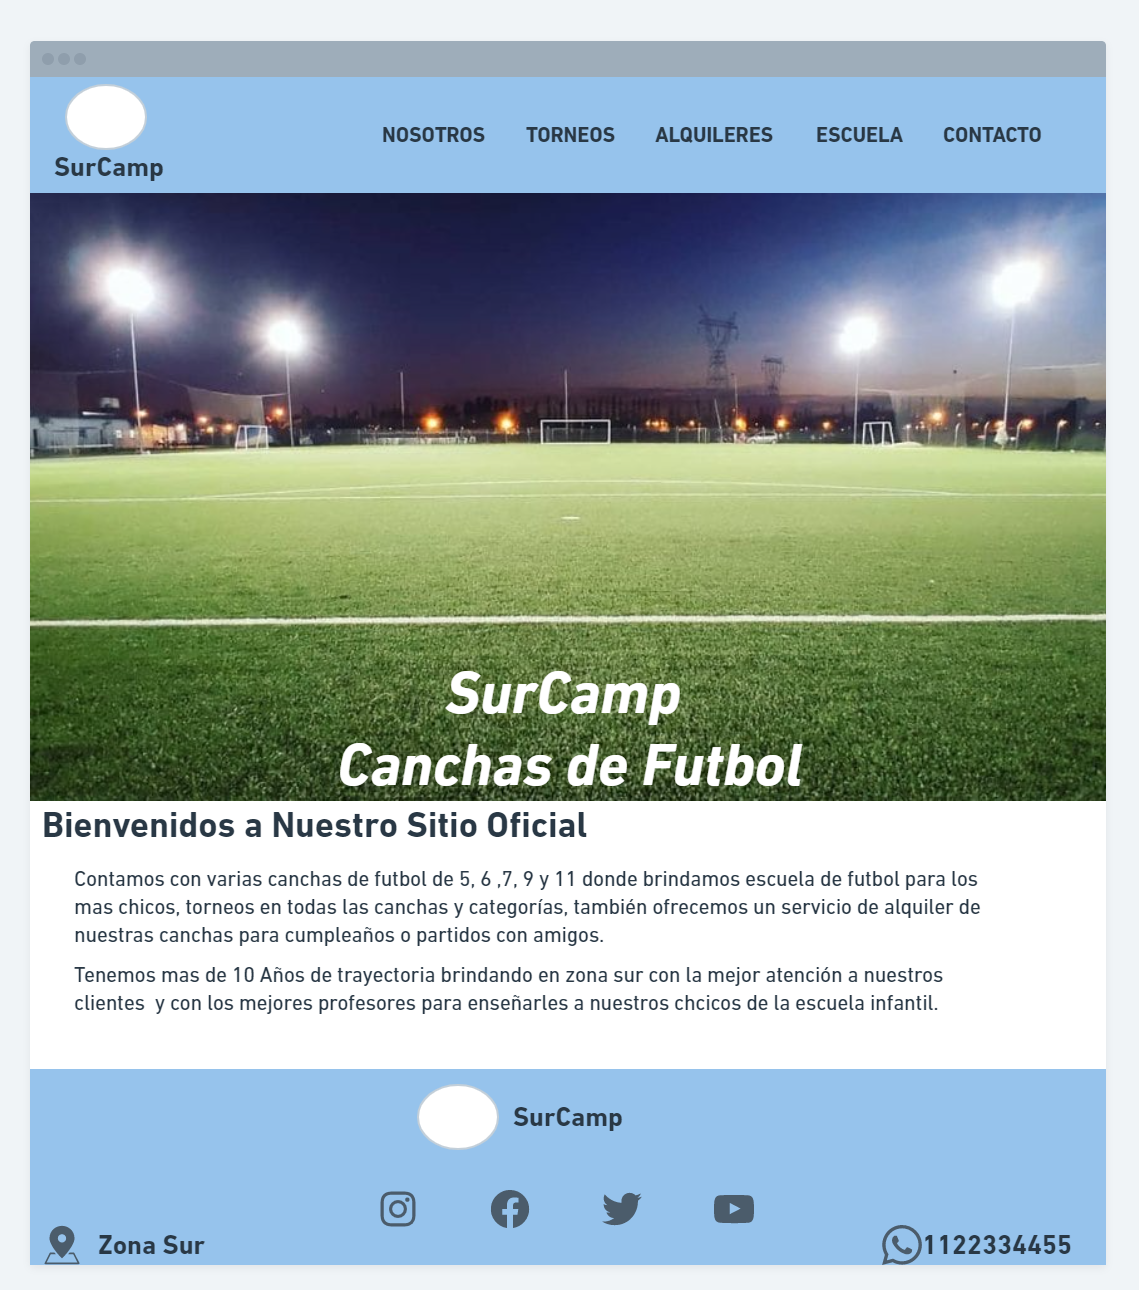 SurCamp
NOSOTROS TORNEOS ALQUILERES ESCUELA CONTACTO
SurCamp
Canchas de Futbol
Bienvenidos a Nuestro Sitio Oficial
Contamos con varias canchas de futbol de 5, 6 ,7, 9 y 11 donde brindamos escuela de futbol para los
mas chicos, torneos en todas las canchas y categorías, también ofrecemos un servicio de alquiler de
nuestras canchas para cumpleaños o partidos con amigos.
Tenemos mas de 10 Años de trayectoria brindando en zona sur con la mejor atención a nuestros
clientes  y con los mejores profesores para enseñarles a nuestros chcicos de la escuela infantil.
SurCamp
Zona Sur
1122334455